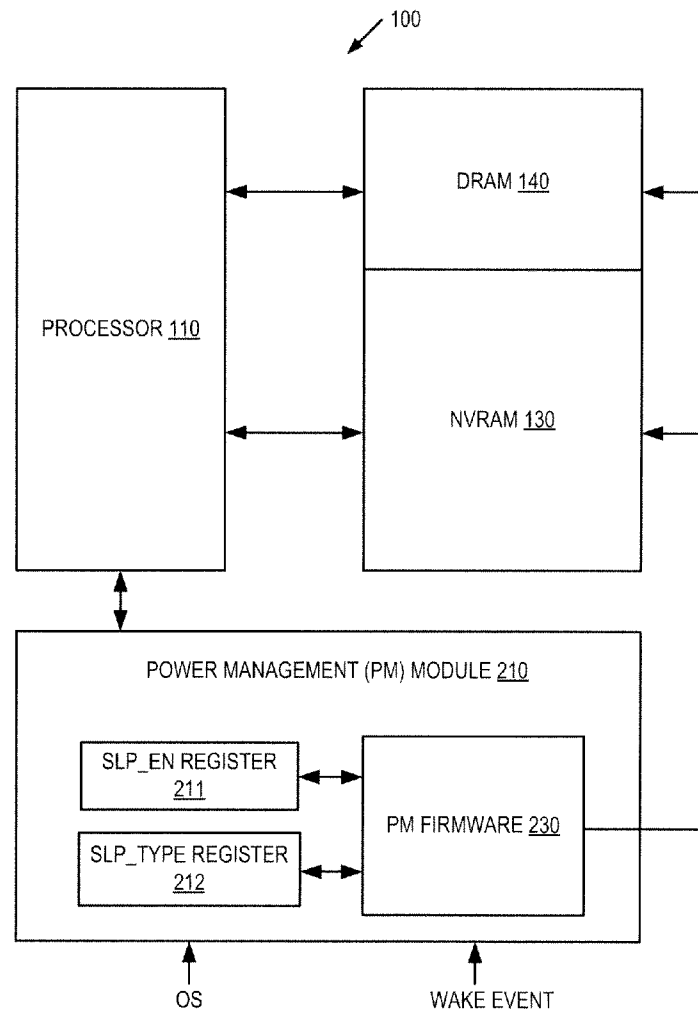 100
DRAM 140
PROCESSOR 110
NVRAM 130
POWER MANAGEMENT (PM) MODULE 210
SLP_EN REGISTER
211
PM FIRMWARE 230
SLP_TYPE REGISTER
212
OS
WAKE EVENT